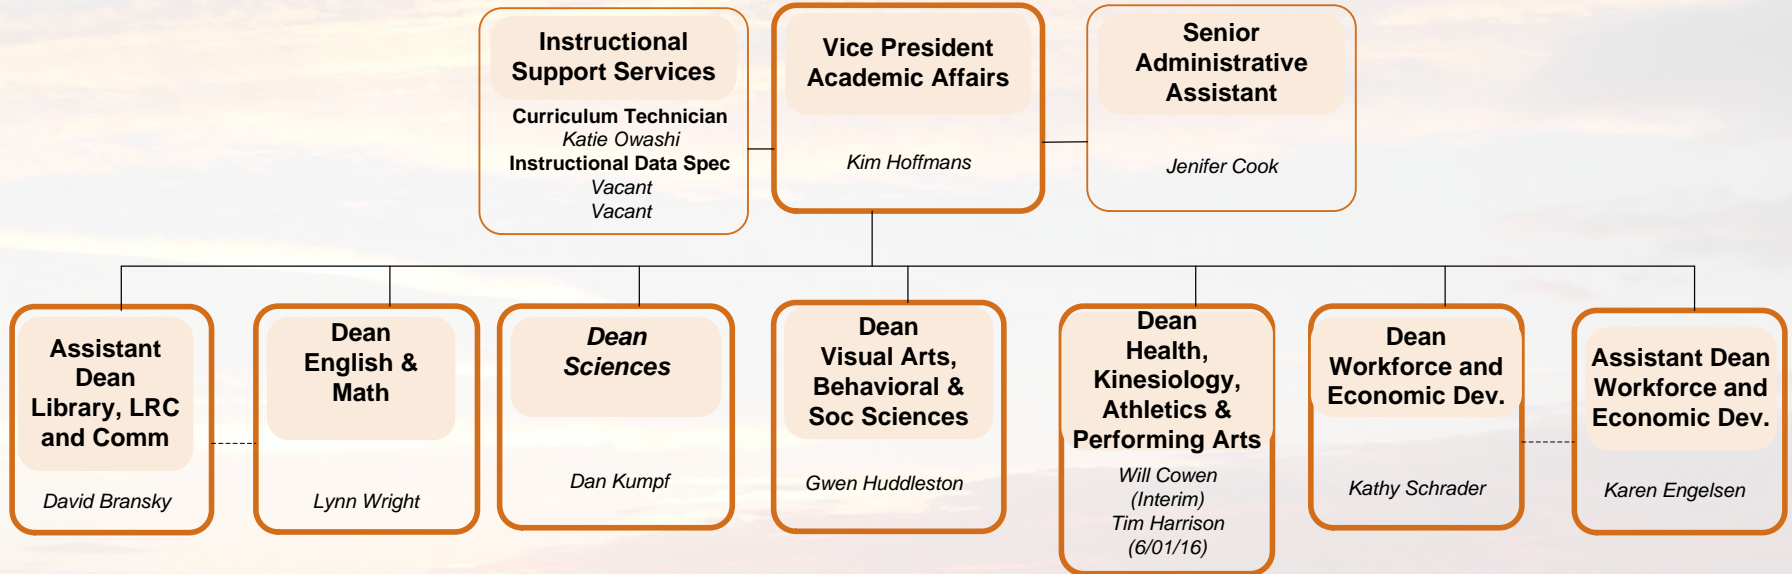 Instructional
Support Services
Curriculum Technician
Katie Owashi
Instructional Data Spec
Vacant
Vacant
Vice President
Academic Affairs
Kim Hoffmans
Senior
Administrative
Assistant
Jenifer Cook
Assistant
Dean
Library, LRC
and Comm
David Bransky
Dean
English &
Math
Lynn Wright
Dean
Sciences
Dan Kumpf
Dean
Visual Arts,
Behavioral &
Soc Sciences
Gwen Huddleston
Dean
Health,
Kinesiology,
Athletics &
Performing Arts
Will Cowen
(Interim)
Tim Harrison
(6/01/16)
Dean
Workforce and
Economic Dev.
Kathy Schrader
Assistant Dean
Workforce and
Economic Dev.
Karen Engelsen